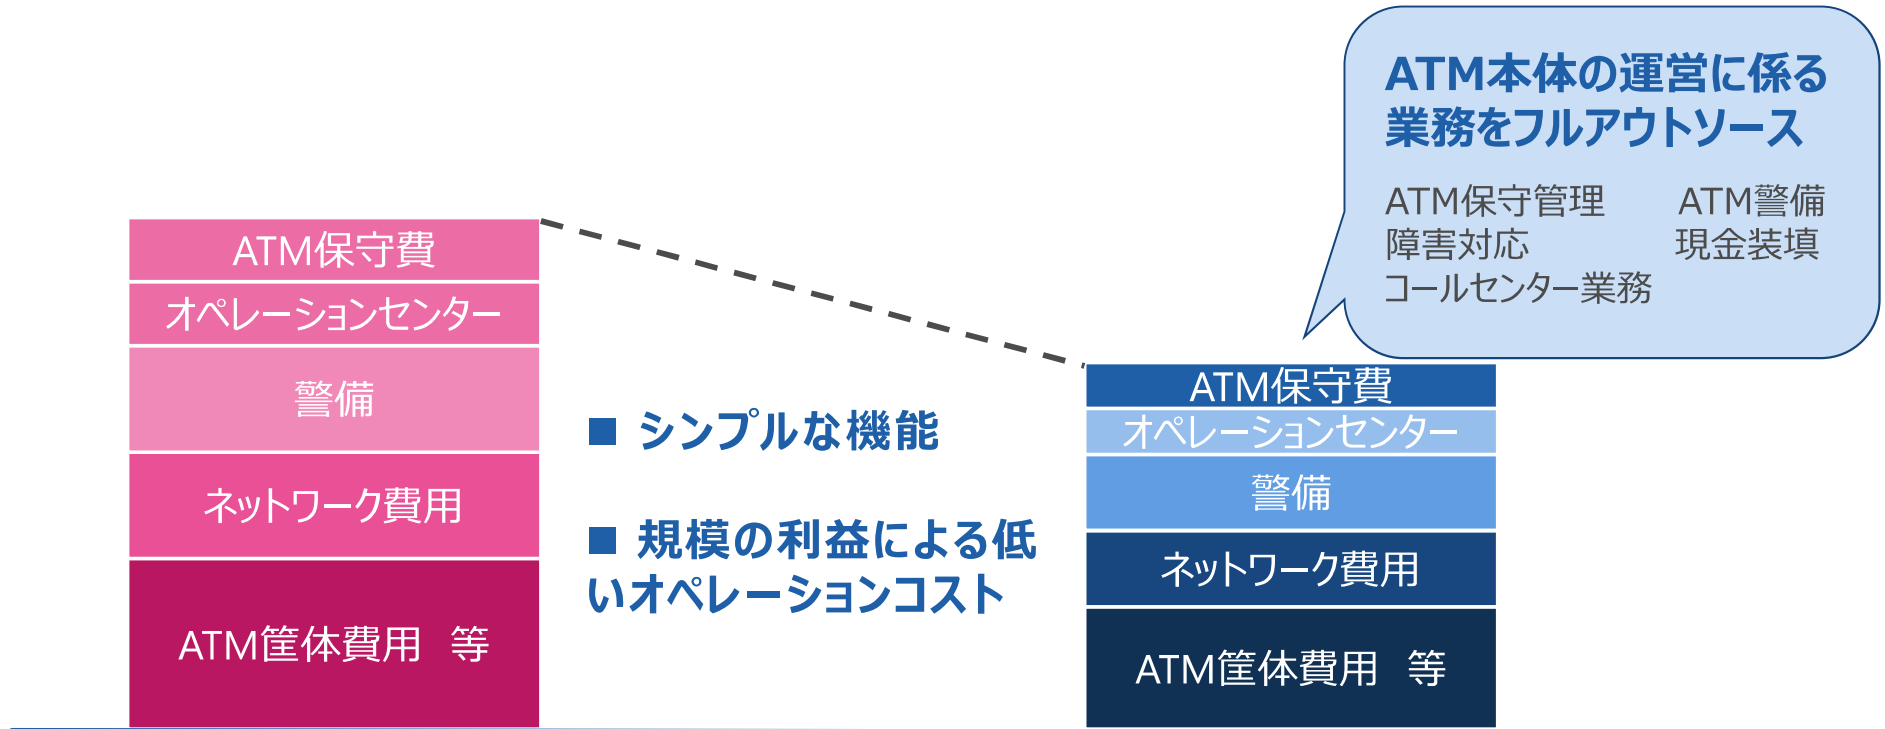 ATM本体の運営に係る
業務をフルアウトソース
ATM保守管理　ATM警備
障害対応　現金装填
コールセンター業務
ATM保守費
オペレーションセンター
警備
ネットワーク費用
ATM筐体費用　等
■ シンプルな機能
■ 規模の利益による低
いオペレーションコスト
ATM保守費
オペレーションセンター
警備
ネットワーク費用
ATM筐体費用　等